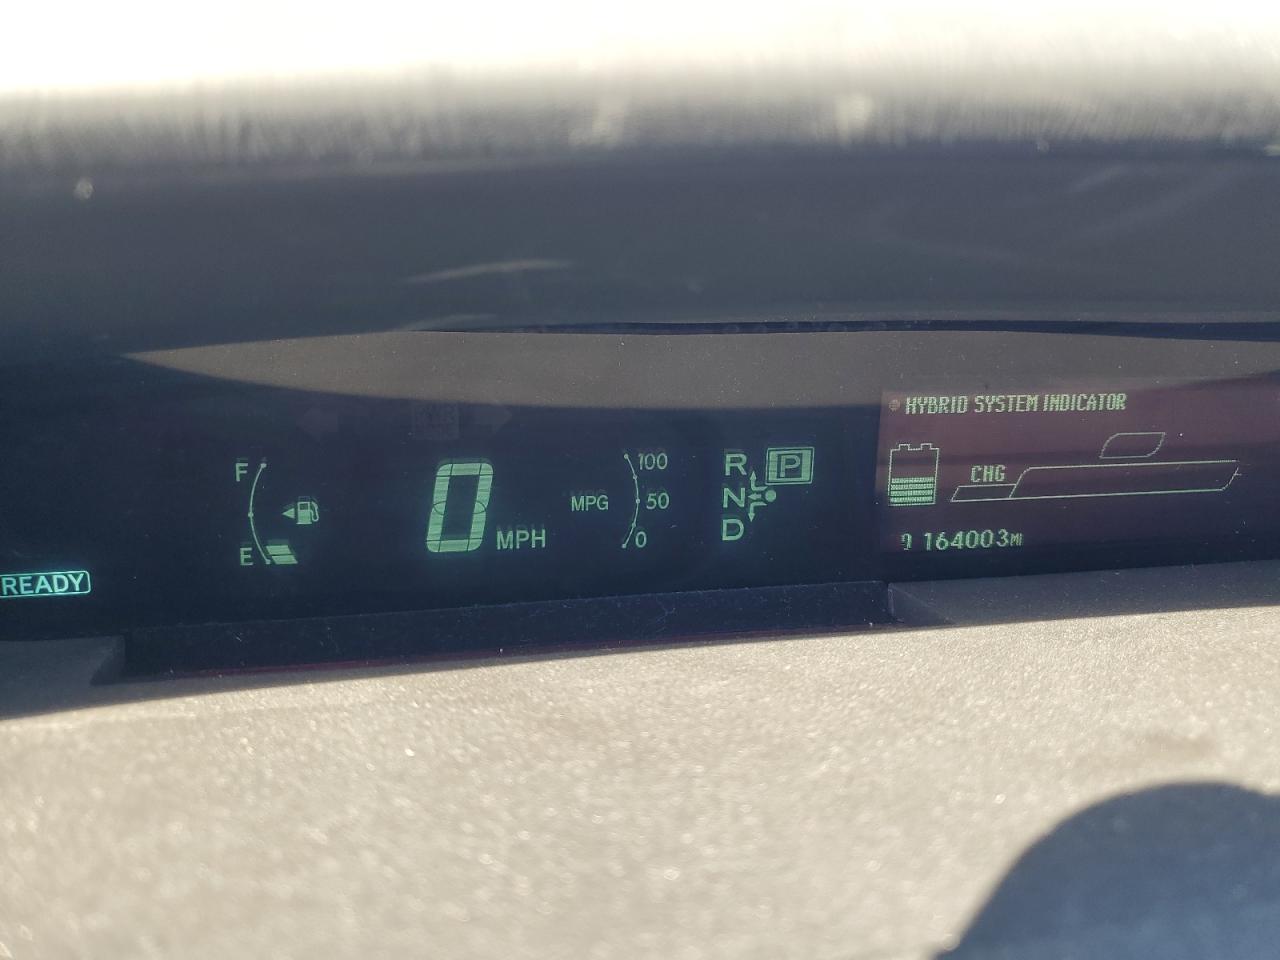 HYBRID SYSTEM INDICATOR
F
E
0 MPH
MPG
100
50
0
R
P
N
D
CHG
164003MI
READY